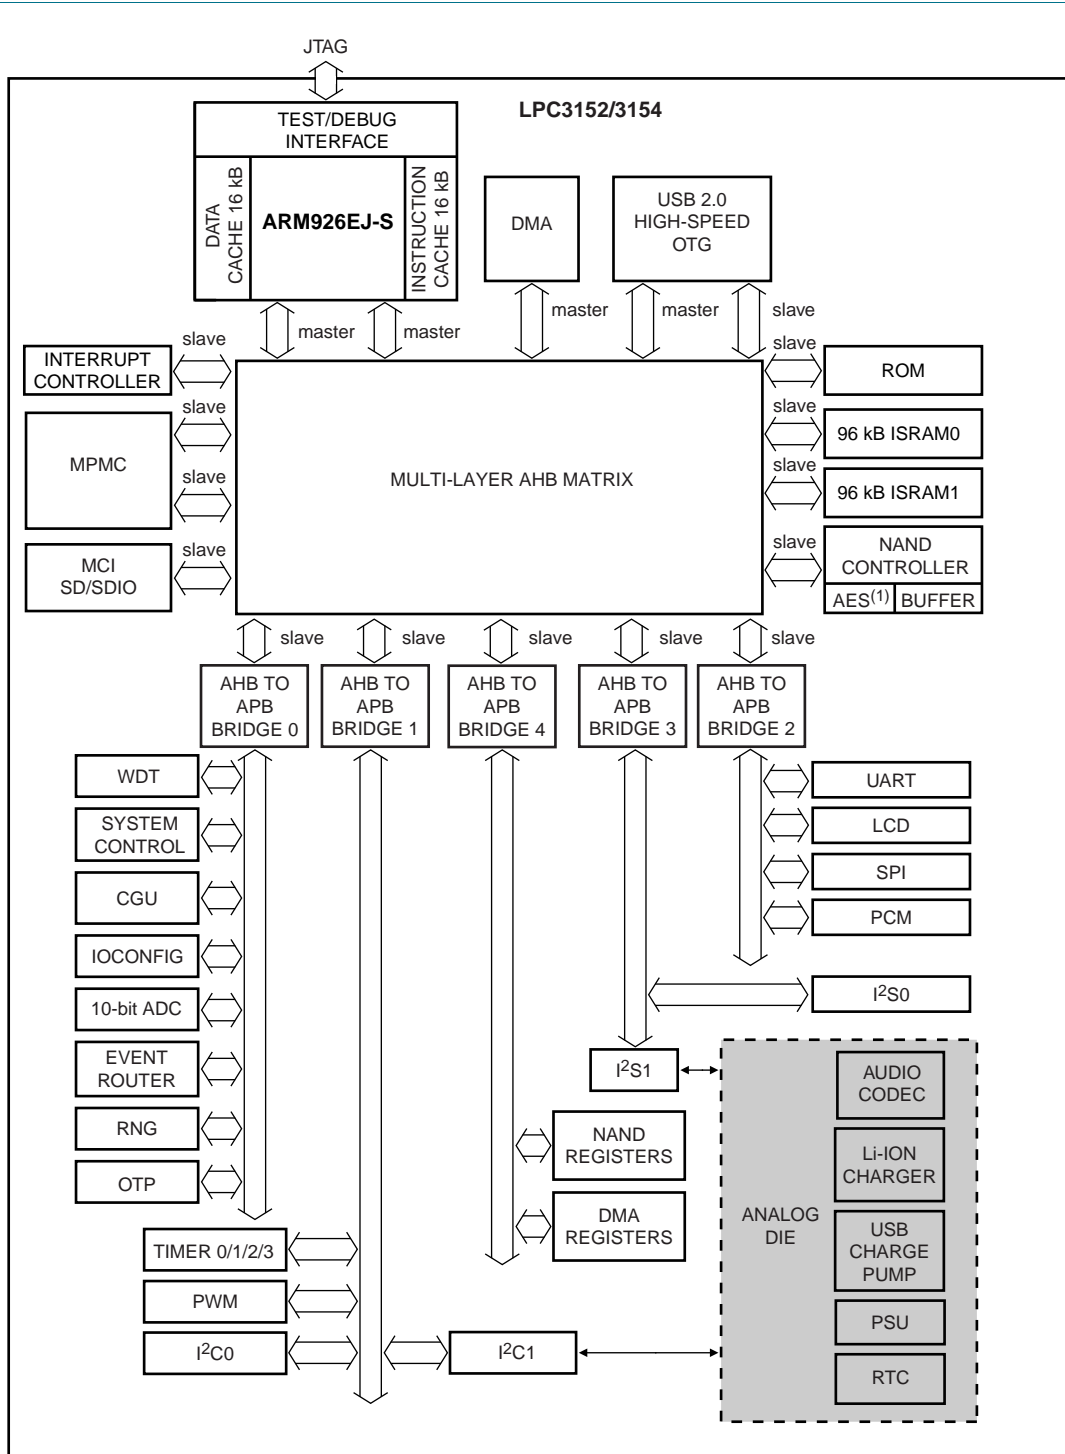 JTAG
LPC3152/3154
TEST/DEBUG
INTERFACE
DATA
CACHE 16 kB
ARM926EJ-S
INSTRUCTION
CACHE 16 kB
DMA
USB 2.0
HIGH-SPEED
OTG
master
master
master
master
slave
slave
INTERRUPT
CONTROLLER
slave
MPMC
slave
slave
MCI
SD/SDIO
MULTI-LAYER AHB MATRIX
slave
ROM
slave
96 kB ISRAM0
slave
96 kB ISRAM1
slave
NAND
CONTROLLER
AES(1)
BUFFER
slave
slave
slave
slave
slave
AHB TO
APB
BRIDGE 0
AHB TO
APB
BRIDGE 1
AHB TO
APB
BRIDGE 4
AHB TO
APB
BRIDGE 3
AHB TO
APB
BRIDGE 2
WDT
SYSTEM
CONTROL
CGU
IOCONFIG
10-bit ADC
EVENT
ROUTER
RNG
OTP
UART
LCD
SPI
PCM
I2S0
I2S1
NAND
REGISTERS
DMA
REGISTERS
TIMER 0/1/2/3
PWM
I2C0
I2C1
ANALOG
DIE
AUDIO
CODEC
Li-ION
CHARGER
USB
CHARGE
PUMP
PSU
RTC